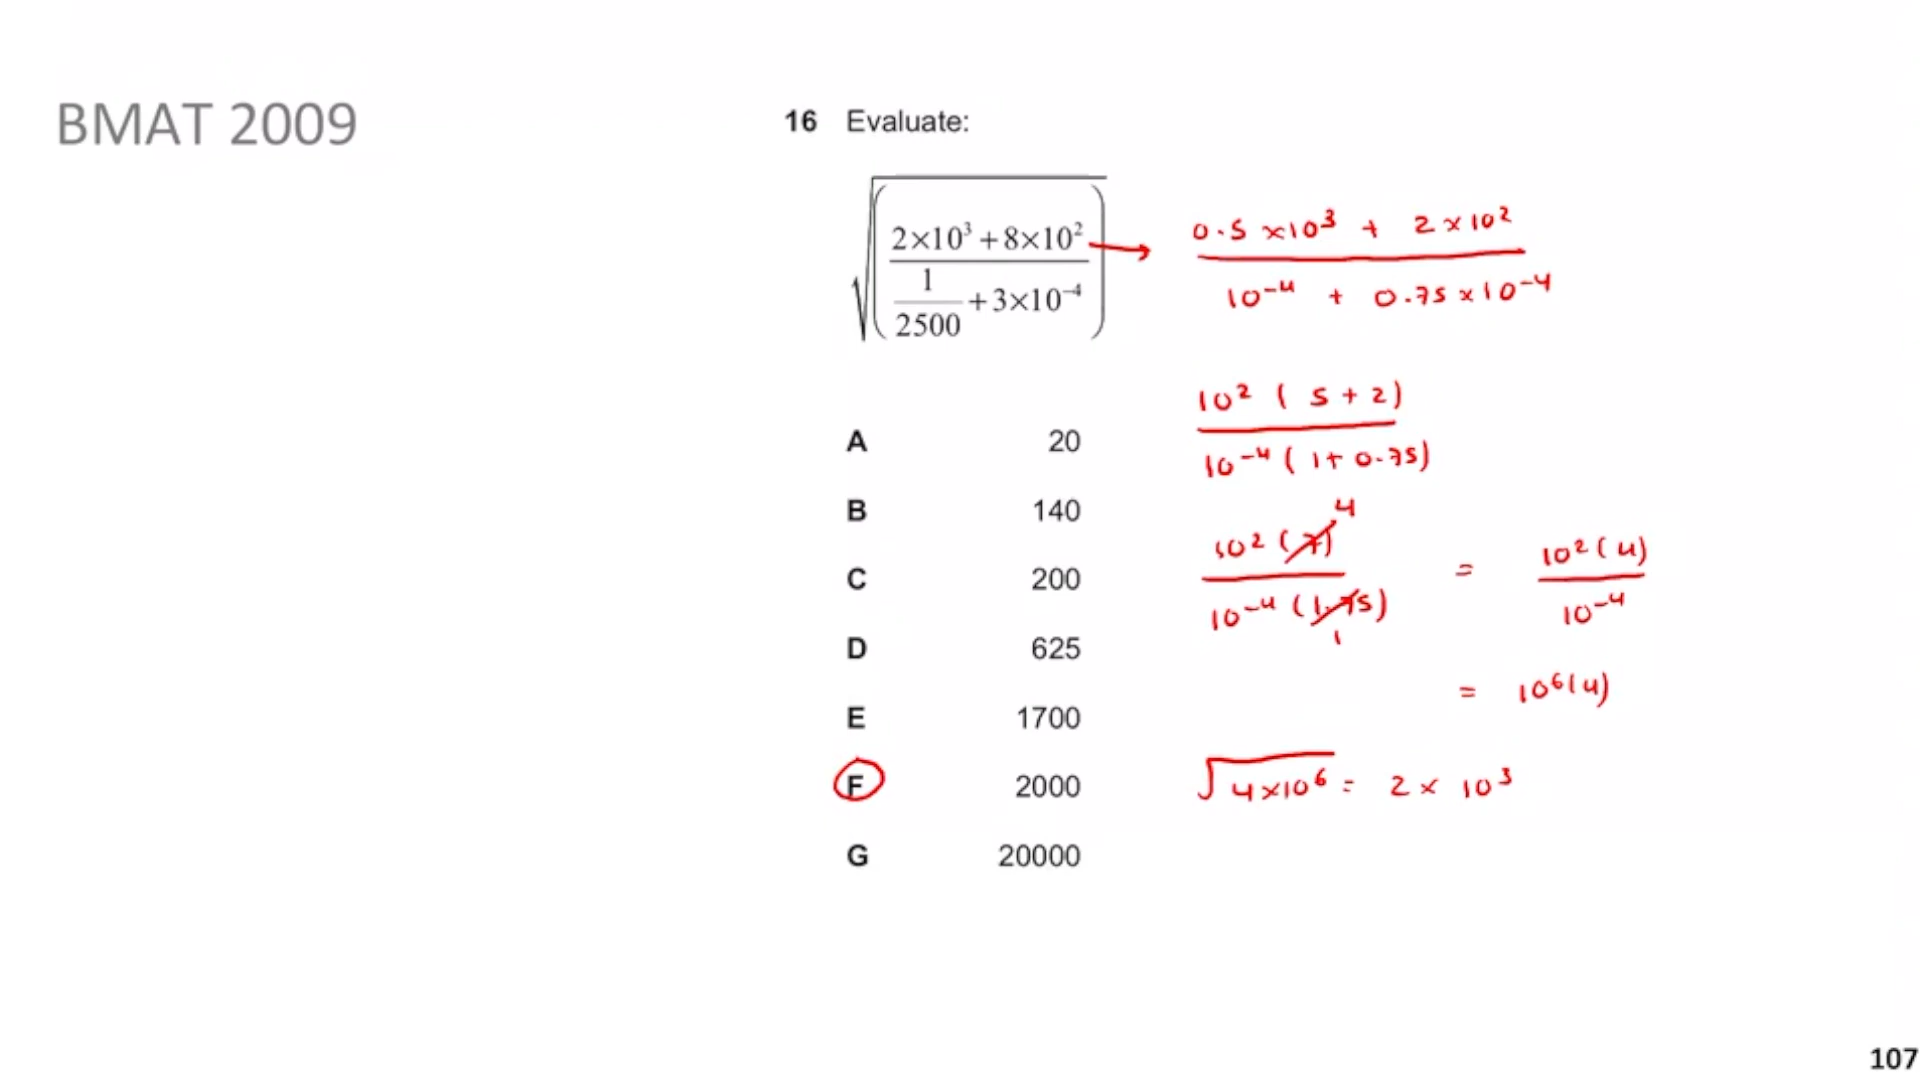 BMAT 2009
16 Evaluate:
√((2×10³ + 8×10²)/(1/2500 + 3×10⁻⁴))
0.5 ×10³ + 2 × 10²
10⁻⁴ + 0.75 × 10⁻⁴
10² ( 5 + 2)
10⁻⁴ ( 1 + 0.75)
A 20
B 140
C 200
D 625
E 1700
F 2000
G 20000
4
10² (7)
10⁻⁴ (1.75)
1
= 10² (4)
10⁻⁴
= 10⁶(4)
√4×10⁶ = 2 × 10³
107